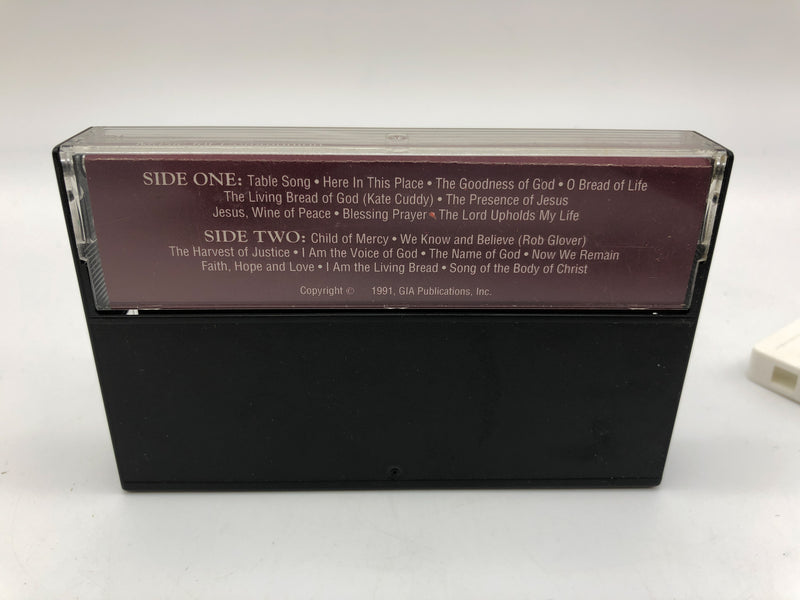 SIDE ONE: Table Song • Here In This Place • The Goodness of God • O Bread of Life
The Living Bread of God (Kate Cuddy) • The Presence of Jesus
Jesus, Wine of Peace • Blessing Prayer • The Lord Upholds My Life
SIDE TWO: Child of Mercy • We Know and Believe (Rob Glover)
The Harvest of Justice • I Am the Voice of God • The Name of God • Now We Remain
Faith, Hope and Love • I Am the Living Bread • Song of the Body of Christ
Copyright © 1991, GIA Publications, Inc.